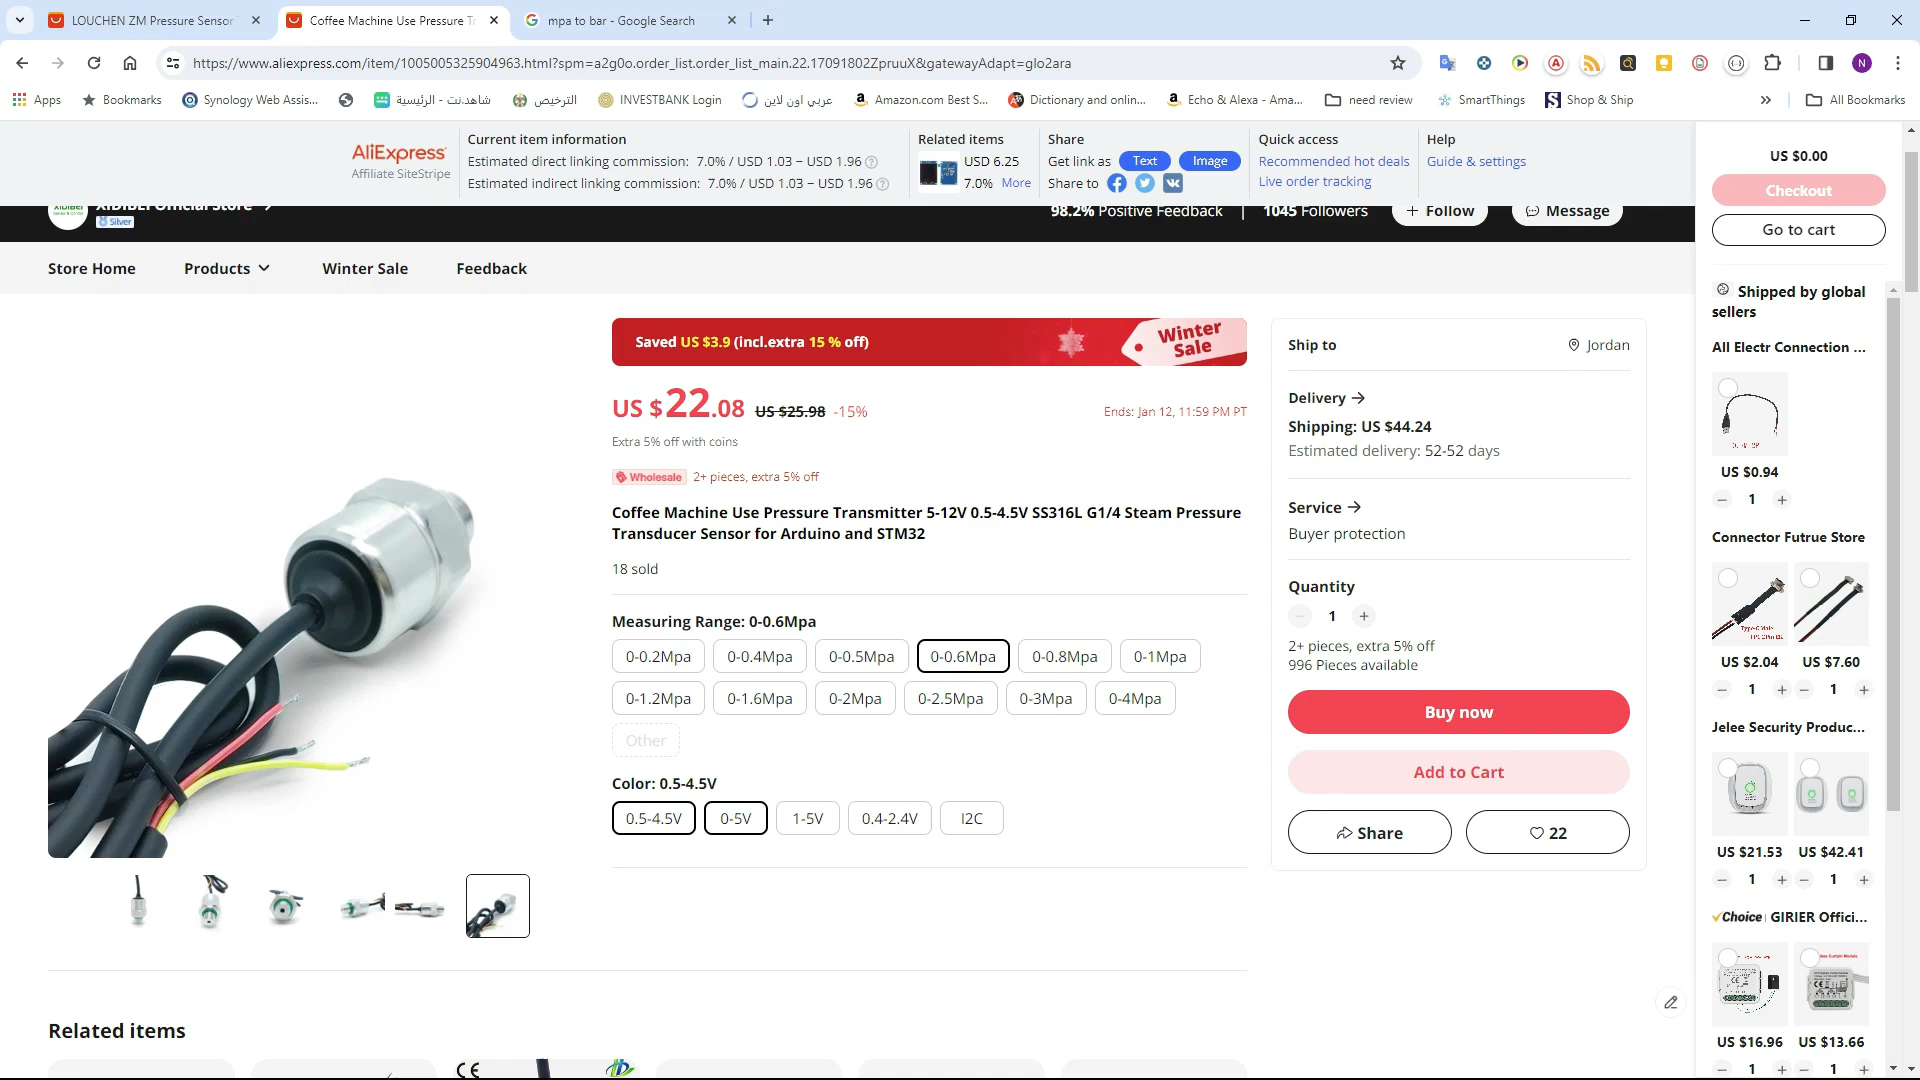 LOUCHEN ZM Pressure Sensor
Coffee Machine Use Pressure Tr
mpa to bar - Google Search
https://www.aliexpress.com/item/1005005325904963.html?spm=a2g0o.order_list.order_list_main.22.17091802ZpruuX&gatewayAdapt=glo2ara
N
Apps
Bookmarks
Synology Web Assis...
شاهد.نت - الرئيسية
الترخيص
INVESTBANK Login
عربي اون لاين
Amazon.com Best S...
Dictionary and onlin...
Echo & Alexa - Ama...
need review
SmartThings
Shop & Ship
All Bookmarks
AliExpress
Affiliate SiteStripe
Current item information
Estimated direct linking commission: 7.0% / USD 1.03 ~ USD 1.96
Estimated indirect linking commission: 7.0% / USD 1.03 ~ USD 1.96
Related items
USD 6.25
7.0% More
Share
Get link as Text Image
Share to
Quick access
Recommended hot deals
Live order tracking
Help
Guide & settings
XIDIBEI Official Store
Silver
98.2% Positive Feedback | 1045 Followers
+ Follow
Message
Store Home
Products
Winter Sale
Feedback
Saved US $3.9 (incl.extra 15 % off)
Winter
Sale
US $22.08 US $25.98 -15%
Ends: Jan 12, 11:59 PM PT
Extra 5% off with coins
Wholesale 2+ pieces, extra 5% off
Coffee Machine Use Pressure Transmitter 5-12V 0.5-4.5V SS316L G1/4 Steam Pressure
Transducer Sensor for Arduino and STM32
18 sold
Measuring Range: 0-0.6Mpa
0-0.2Mpa 0-0.4Mpa 0-0.5Mpa 0-0.6Mpa 0-0.8Mpa 0-1Mpa
0-1.2Mpa 0-1.6Mpa 0-2Mpa 0-2.5Mpa 0-3Mpa 0-4Mpa
Other
Color: 0.5-4.5V
0.5-4.5V 0-5V 1-5V 0.4-2.4V I2C
Ship to
Jordan
Delivery
Shipping: US $44.24
Estimated delivery: 52-52 days
Service
Buyer protection
Quantity
1
2+ pieces, extra 5% off
996 Pieces available
Buy now
Add to Cart
Share
22
Related items
CE
US $0.00
Checkout
Go to cart
Shipped by global
sellers
All Electr Connection ...
US $0.94
1
Connector Futrue Store
US $2.04 US $7.60
1 1
Jelee Security Produc...
US $21.53 US $42.41
1 1
Choice GIRIER Offici...
US $16.96 US $13.66
1 1